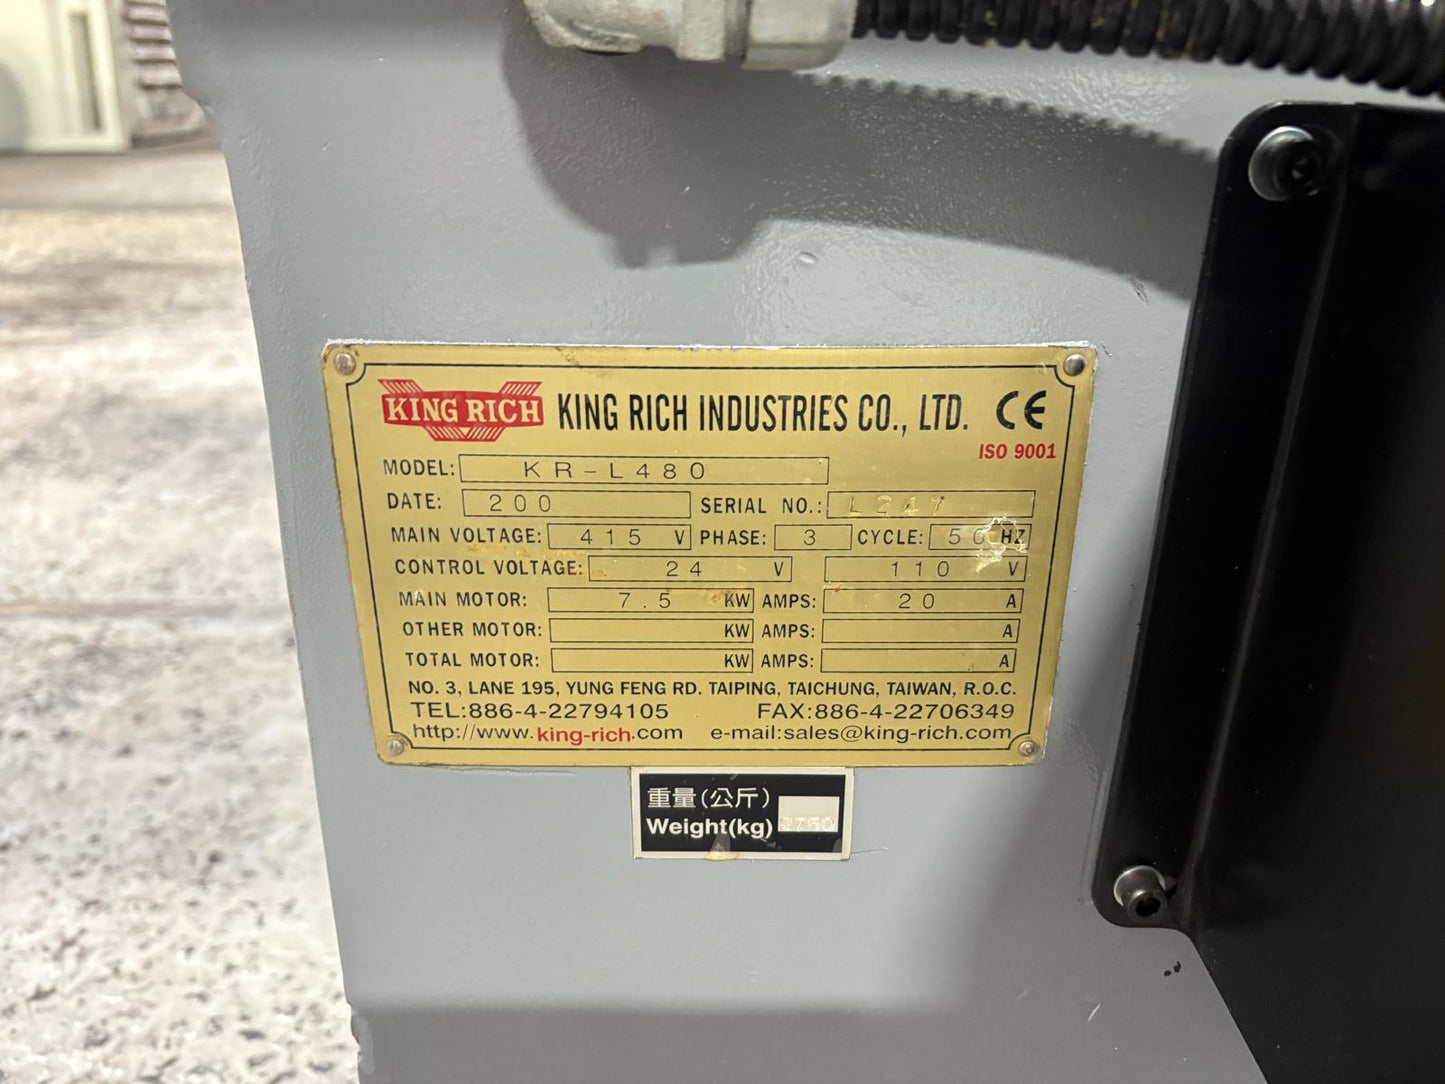 KING RICH KING RICH INDUSTRIES CO., LTD. CE
ISO 9001
MODEL: KR-L480
DATE: 200 SERIAL NO.: L247
MAIN VOLTAGE: 415 V PHASE: 3 CYCLE: 50 HZ
CONTROL VOLTAGE: 24 V 110 V
MAIN MOTOR: 7.5 KW AMPS: 20 A
OTHER MOTOR: KW AMPS: A
TOTAL MOTOR: KW AMPS: A
NO. 3, LANE 195, YUNG FENG RD. TAIPING, TAICHUNG, TAIWAN, R.O.C.
TEL:886-4-22794105 FAX:886-4-22706349
http://www.king-rich.com e-mail:sales@king-rich.com
重量(公斤)
Weight(kg) 2750